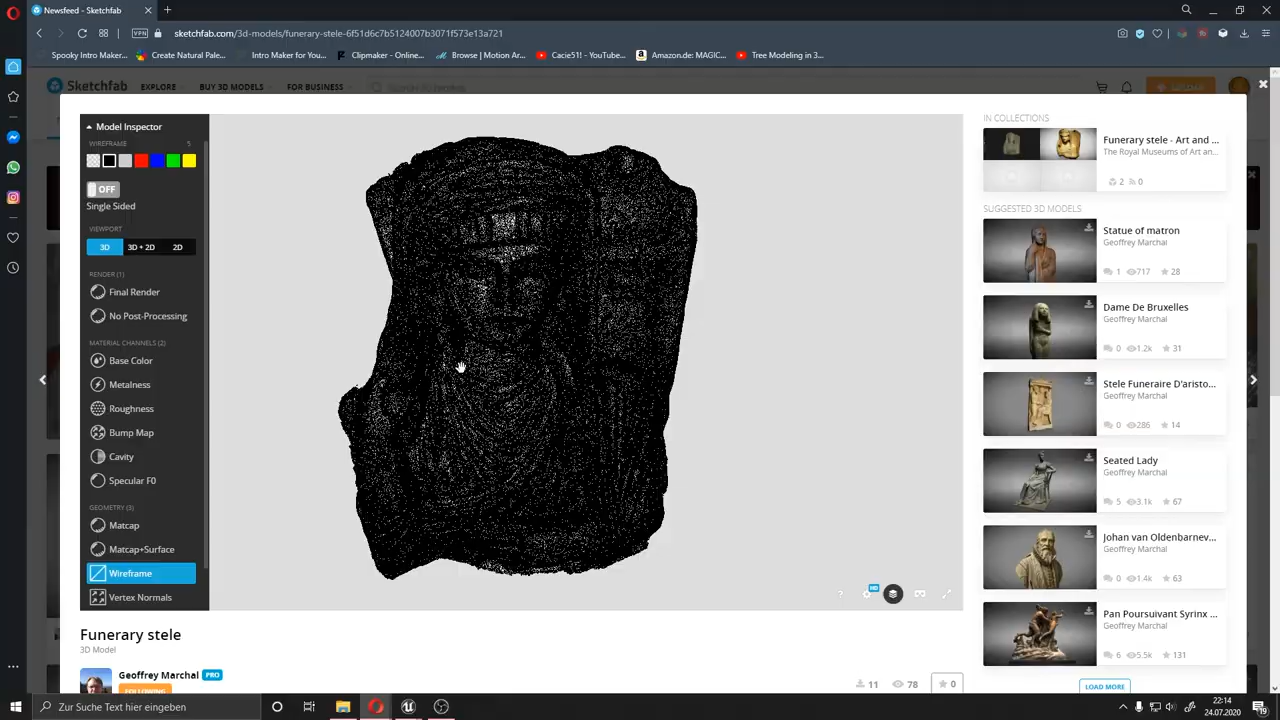 Newsfeed - Sketchfab
VPN
sketchfab.com/3d-models/funerary-stele-6f51d6c7b5124007b3071f573e13a721
Spooky Intro Maker...
Create Natural Pale...
Intro Maker for You...
Clipmaker - Online...
Browse | Motion Ar...
Cacie51! - YouTube...
Amazon.de: MAGIC...
Tree Modeling in 3...
Sketchfab
EXPLORE
BUY 3D MODELS
FOR BUSINESS
Model Inspector
WIREFRAME
5
OFF
Single Sided
VIEWPORT
3D
3D + 2D
2D
RENDER (1)
Final Render
No Post-Processing
MATERIAL CHANNELS (2)
Base Color
Metalness
Roughness
Bump Map
Cavity
Specular F0
GEOMETRY (3)
Matcap
Matcap+Surface
Wireframe
Vertex Normals
?
HD
Funerary stele
3D Model
Geoffrey Marchal PRO
FOLLOWING
11
78
0
IN COLLECTIONS
Funerary stele - Art and ...
The Royal Museums of Art an...
2
0
SUGGESTED 3D MODELS
Statue of matron
Geoffrey Marchal
1 717 28
Dame De Bruxelles
Geoffrey Marchal
0 1.2k 31
Stele Funeraire D'aristo...
Geoffrey Marchal
0 286 14
Seated Lady
Geoffrey Marchal
5 3.1k 67
Johan van Oldenbarnev...
Geoffrey Marchal
0 1.4k 63
Pan Poursuivant Syrinx ...
Geoffrey Marchal
6 5.5k 131
LOAD MORE
Zur Suche Text hier eingeben
22:14
24.07.2020
19